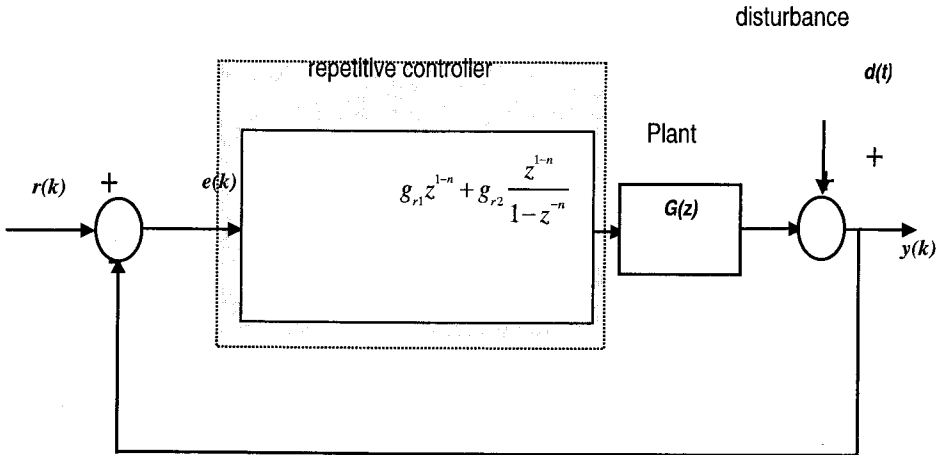 disturbance
repetitive controller
d(t)
Plant
+
r(k)
+
e(k)
g_{r1} z^{1-n} + g_{r2} \frac{z^{1-n}}{1-z^{-n}}
G(z)
y(k)